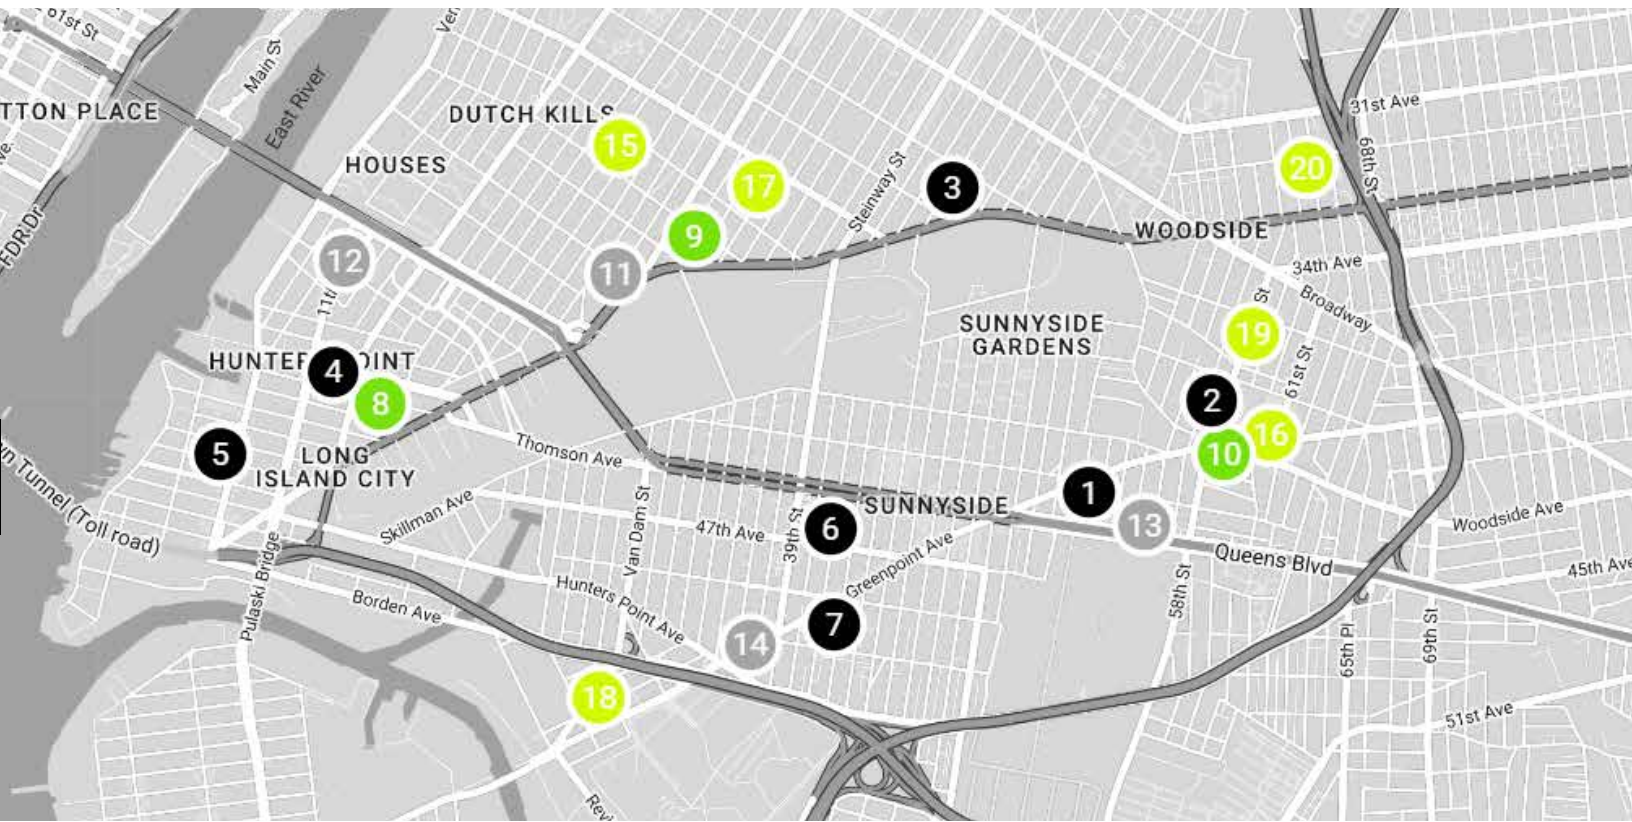 61st St
Main St
East River
TTON PLACE
DUTCH KILLS
HOUSES
FDR Dr
15
17
3
Steinway St
31st Ave
68th St
20
WOODSIDE
9
11
12
34th Ave
Broadway
St
SUNNYSIDE
GARDENS
19
61st St
HUNTER
POINT
4
8
2
16
10
5
LONG
ISLAND CITY
Thomson Ave
Skillman Ave
Van Dam St
47th Ave
39th St
6
SUNNYSIDE
1
13
Greenpoint Ave
Queens Blvd
Woodside Ave
45th Ave
wn Tunnel (Toll road)
Pulaski Bridge
Borden Ave
Hunters Point Ave
14
7
58th St
65th Pl
69th St
18
51st Ave